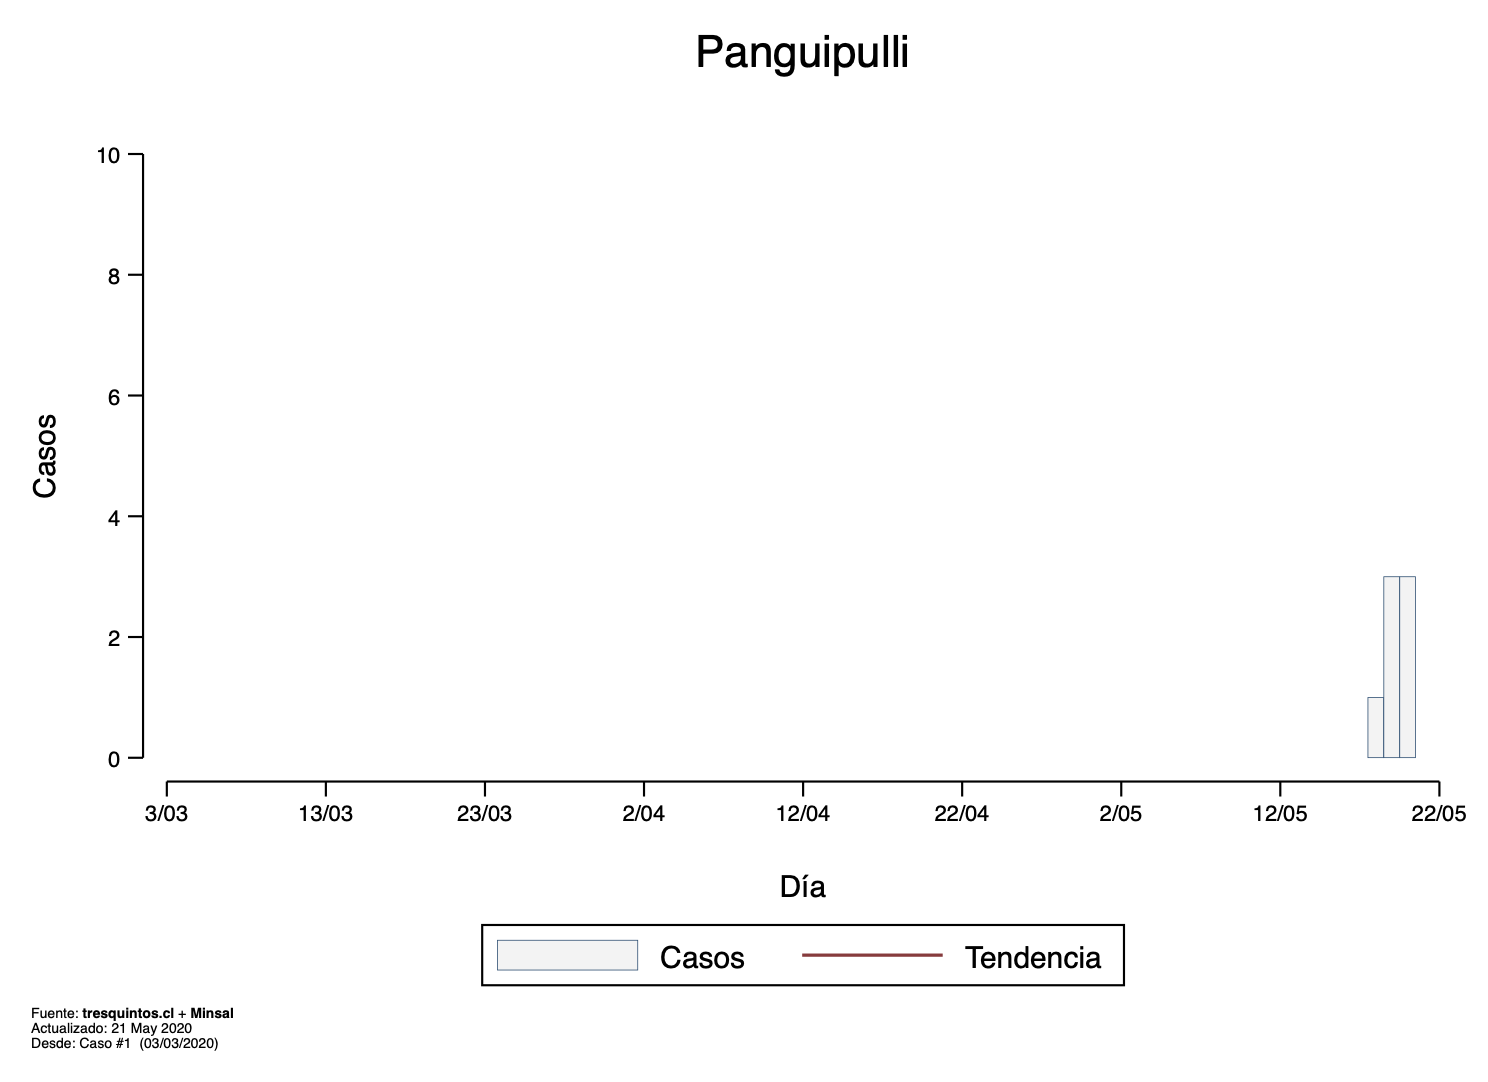 Panguipulli
10
8
6
4
2
0
Casos
3/03 13/03 23/03 2/04 12/04 22/04 2/05 12/05 22/05
Día
Casos Tendencia
Fuente: tresquintos.cl + Minsal
Actualizado: 21 May 2020
Desde: Caso #1 (03/03/2020)